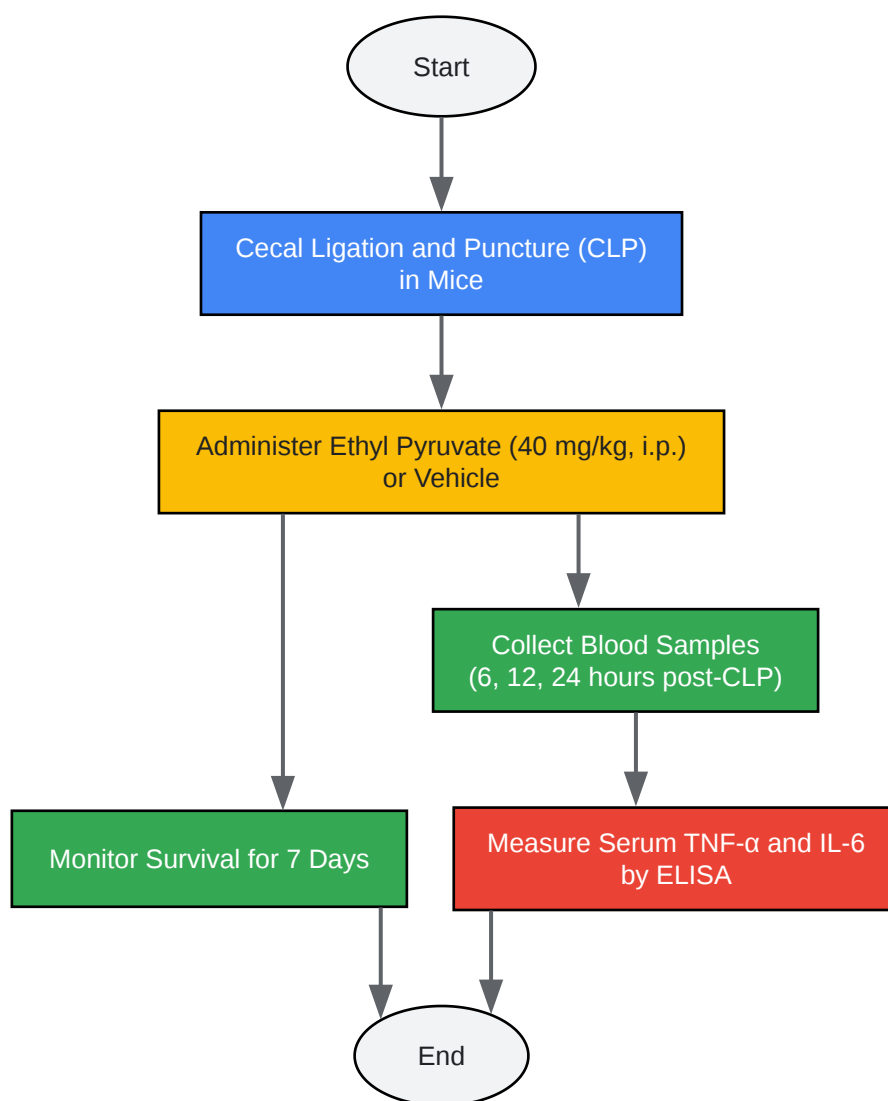 Start
Cecal Ligation and Puncture (CLP)
in Mice
Administer Ethyl Pyruvate (40 mg/kg, i.p.)
or Vehicle
Collect Blood Samples
(6, 12, 24 hours post-CLP)
Monitor Survival for 7 Days
Measure Serum TNF-α and IL-6
by ELISA
End